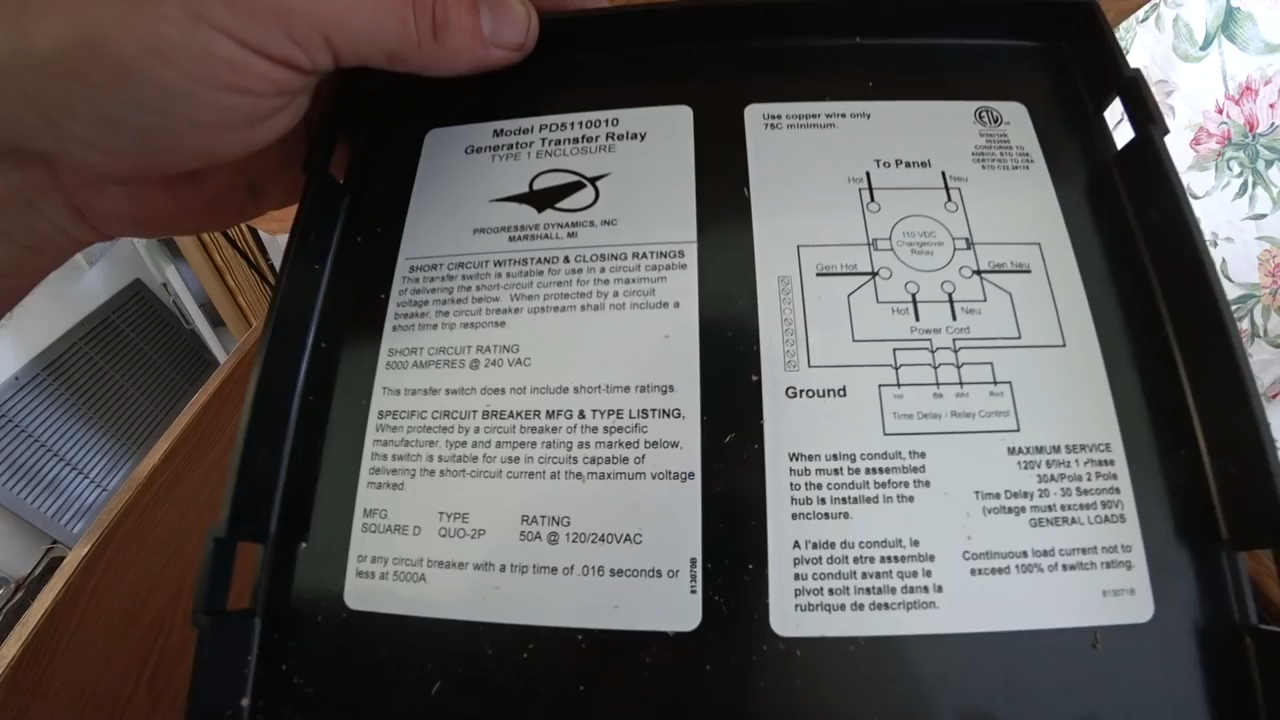 Model PD5110010
Generator Transfer Relay
TYPE 1 ENCLOSURE
PROGRESSIVE DYNAMICS, INC
MARSHALL, MI
SHORT CIRCUIT WITHSTAND & CLOSING RATINGS
This transfer switch is suitable for use in a circuit capable
of delivering the short-circuit current for the maximum
voltage marked below. When protected by a circuit
breaker, the circuit breaker upstream shall not include a
short time trip response.
SHORT CIRCUIT RATING
5000 AMPERES @ 240 VAC
This transfer switch does not include short-time ratings.
SPECIFIC CIRCUIT BREAKER MFG & TYPE LISTING,
When protected by a circuit breaker of the specific
manufacturer, type and ampere rating as marked below,
this switch is suitable for use in circuits capable of
delivering the short-circuit current at the maximum voltage
marked.
MFG. TYPE RATING
SQUARE D QUO-2P 50A @ 120/240VAC
or any circuit breaker with a trip time of .016 seconds or
less at 5000A.
813070B
Use copper wire only
75C minimum.
ETL
Intertek
CONFORMS TO
CERTIFIED TO CSA
To Panel
Hot Neu
110 VDC
Changeover
Relay
Gen Hot Gen Neu
Hot Neu
Power Cord
Ground
Blk Wht Red
Time Delay / Relay Control
When using conduit, the
hub must be assembled
to the conduit before the
hub is installed in the
enclosure.
A l'aide du conduit, le
pivot doit etre assemble
au conduit avant que le
pivot soit installe dans la
rubrique de description.
MAXIMUM SERVICE
120V 60Hz 1 Phase
30A/Pole 2 Pole
Time Delay 20 - 30 Seconds
(voltage must exceed 90V)
GENERAL LOADS
Continuous load current not to
exceed 100% of switch rating.
813071B